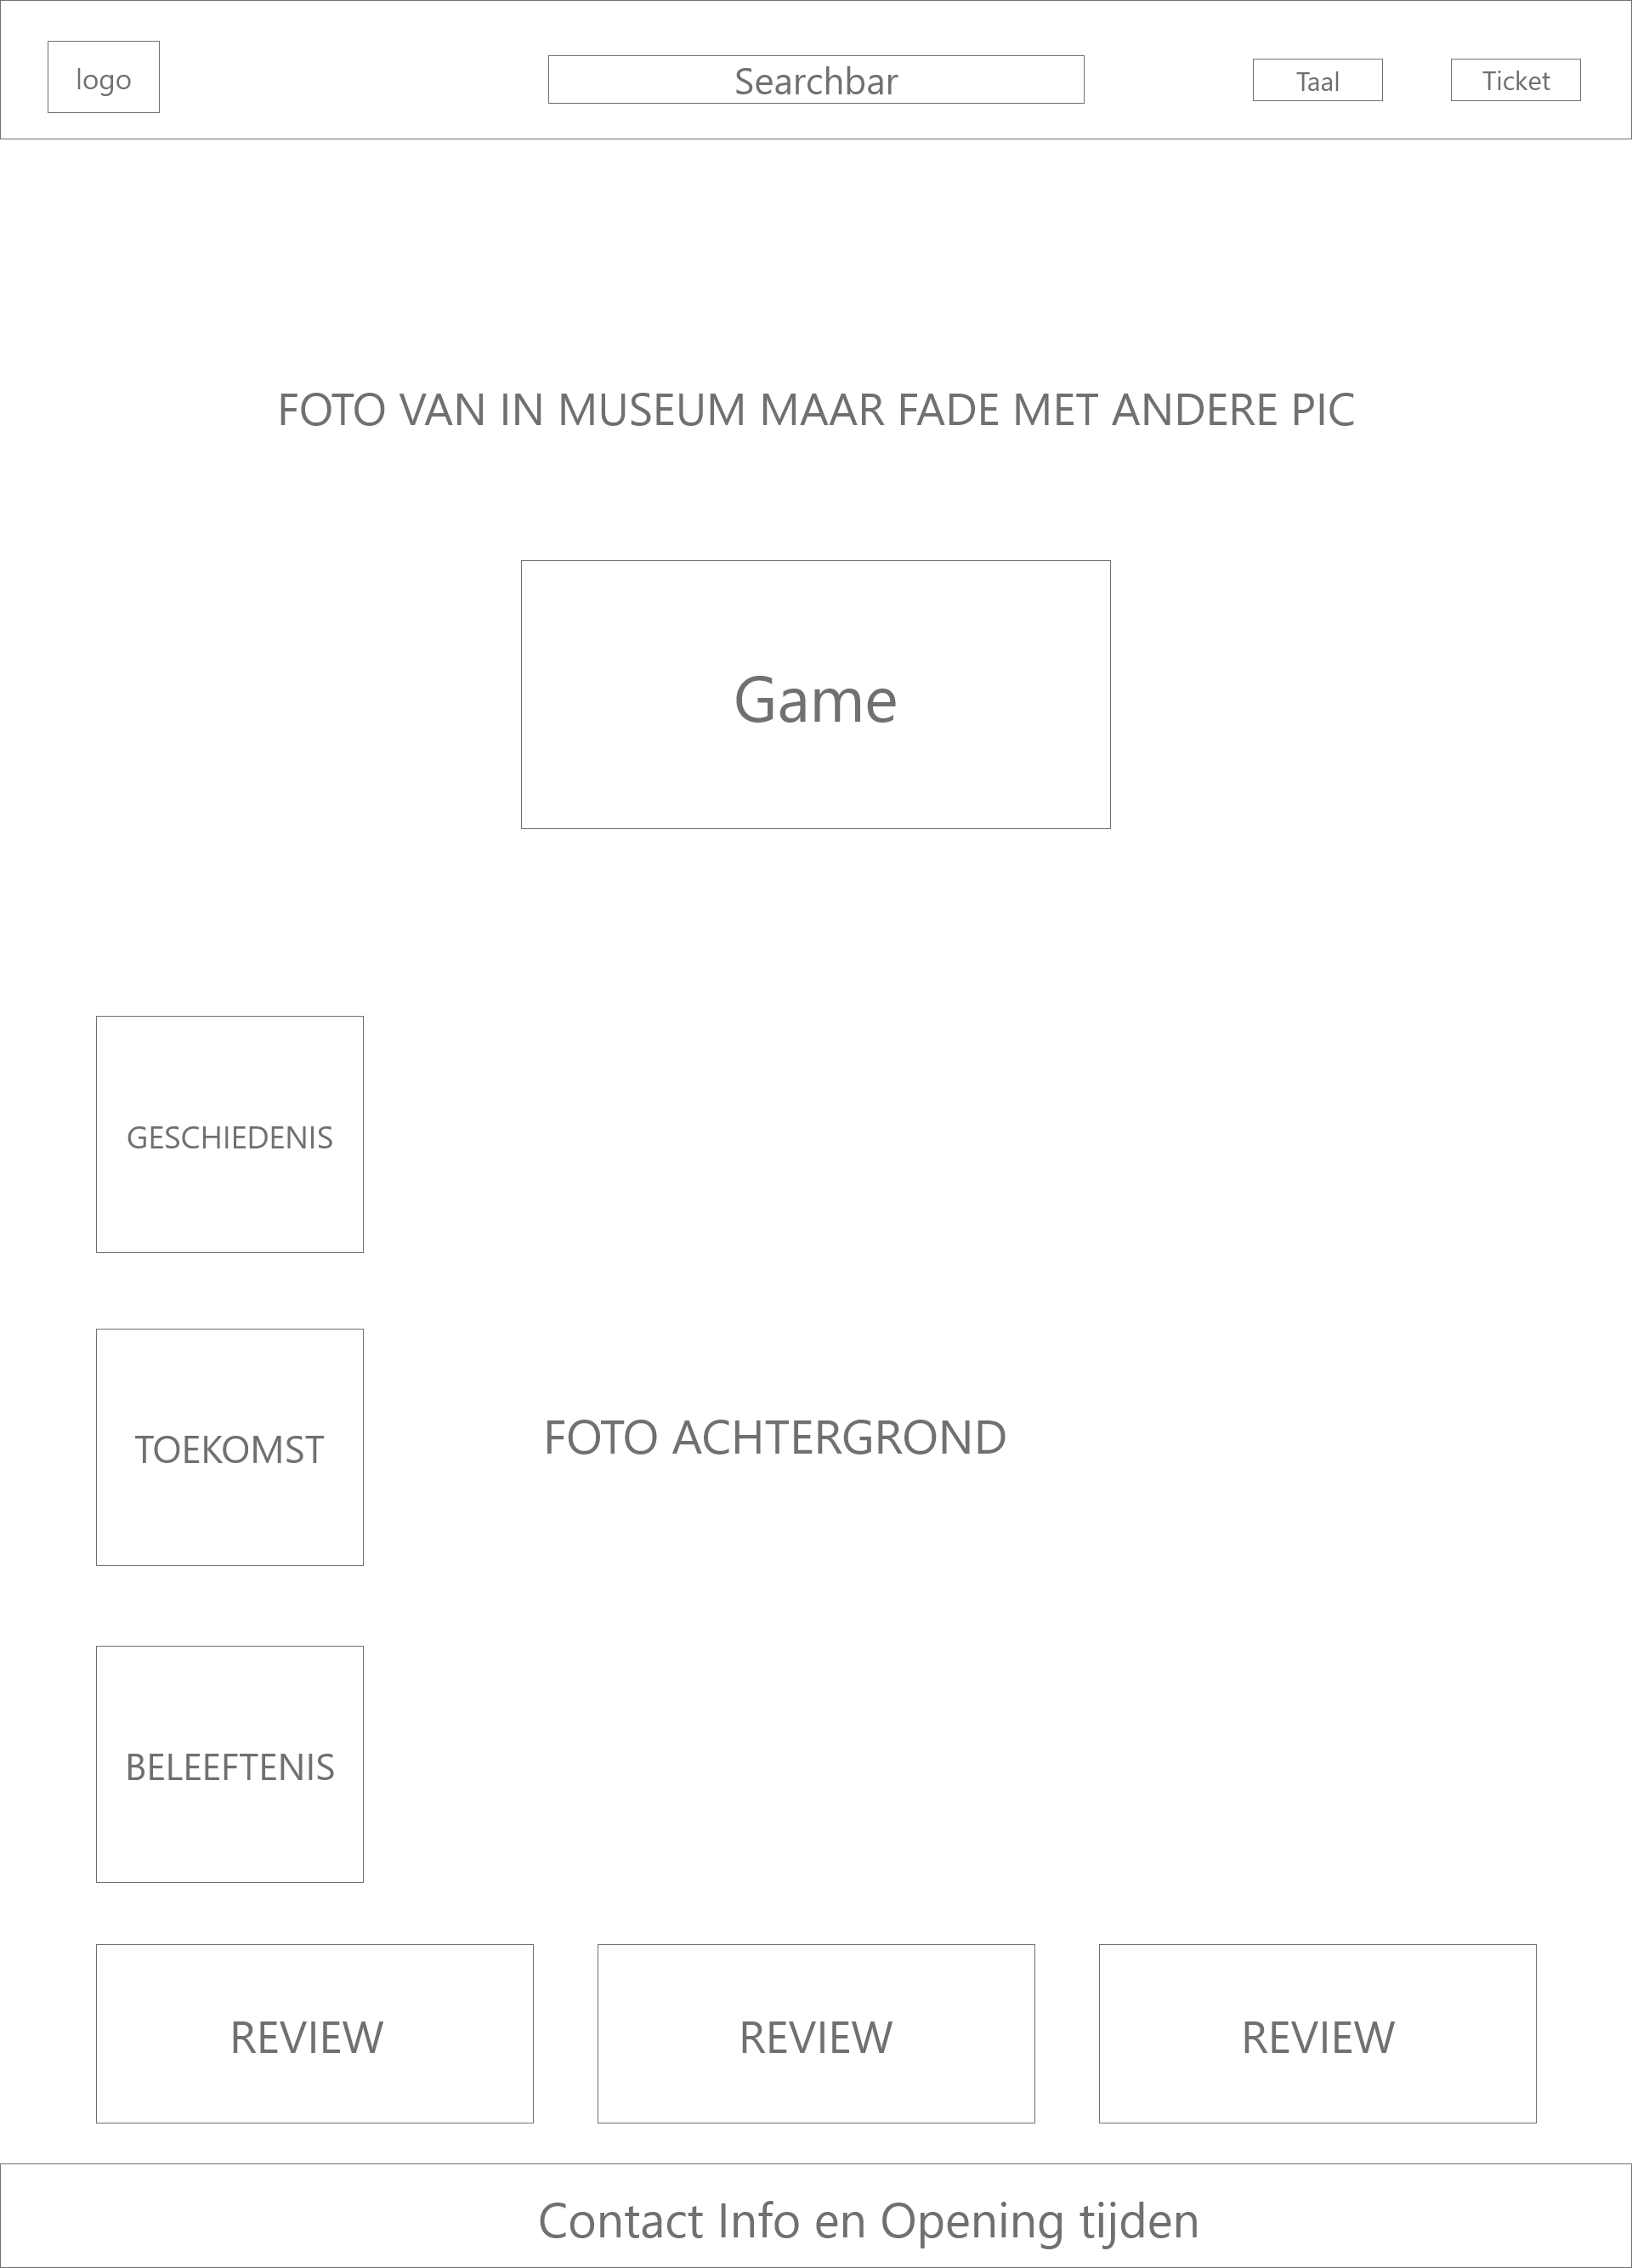 logo
Searchbar
Taal
Ticket
FOTO VAN IN MUSEUM MAAR FADE MET ANDERE PIC
Game
GESCHIEDENIS
TOEKOMST
FOTO ACHTERGROND
BELEEFTENIS
REVIEW
REVIEW
REVIEW
Contact Info en Opening tijden